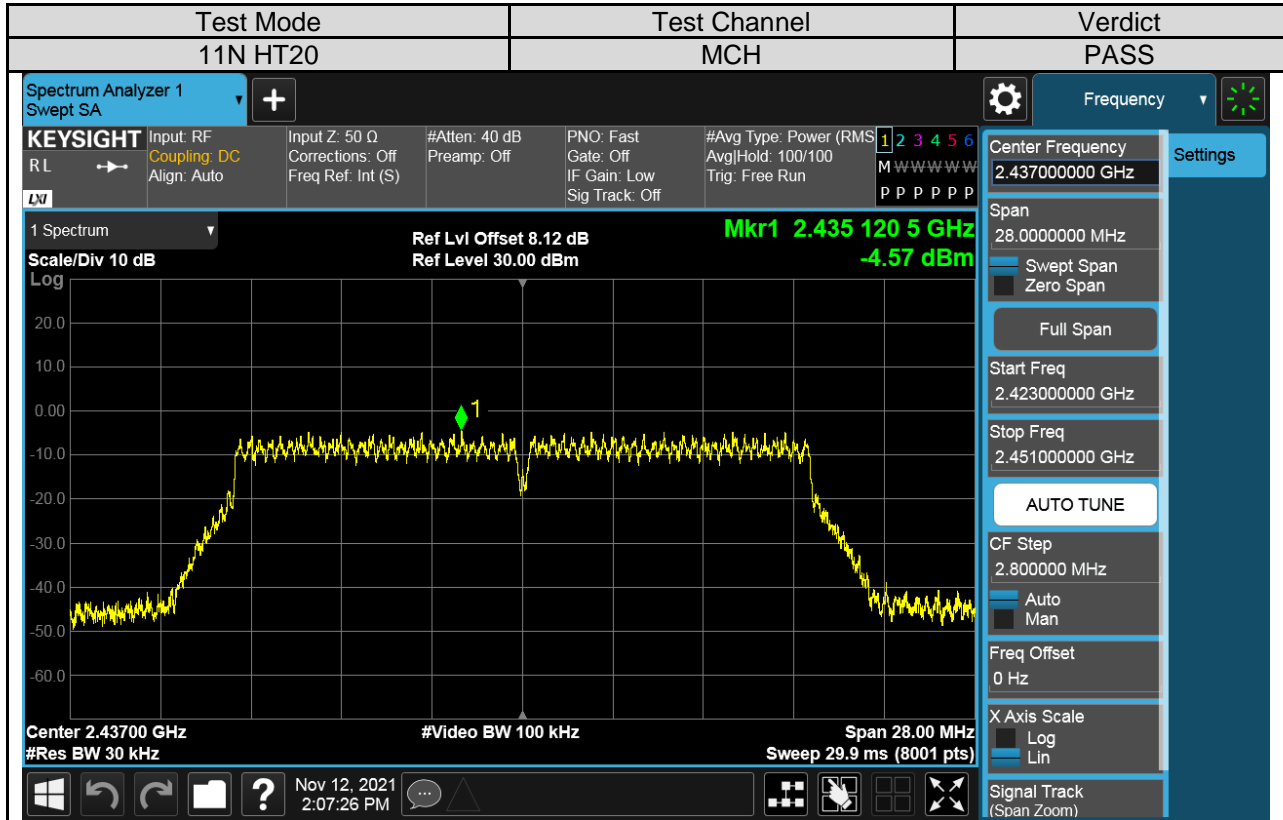 Test Mode Test Channel Verdict
11N HT20 MCH PASS
Spectrum Analyzer 1
Swept SA
+
Frequency
KEYSIGHT
R L
LXI
Input: RF
Coupling: DC
Align: Auto
Input Z: 50 Ω
Corrections: Off
Freq Ref: Int (S)
#Atten: 40 dB
Preamp: Off
PNO: Fast
Gate: Off
IF Gain: Low
Sig Track: Off
#Avg Type: Power (RMS
Avg|Hold: 100/100
Trig: Free Run
1 2 3 4 5 6
M W W W W W
P P P P P P
1 Spectrum
Scale/Div 10 dB
Log
Ref Lvl Offset 8.12 dB
Ref Level 30.00 dBm
Mkr1 2.435 120 5 GHz
-4.57 dBm
20.0
10.0
0.00
-10.0
-20.0
-30.0
-40.0
-50.0
-60.0
1
Center 2.43700 GHz
#Res BW 30 kHz
#Video BW 100 kHz
Span 28.00 MHz
Sweep 29.9 ms (8001 pts)
Center Frequency
2.437000000 GHz
Settings
Span
28.0000000 MHz
Swept Span
Zero Span
Full Span
Start Freq
2.423000000 GHz
Stop Freq
2.451000000 GHz
AUTO TUNE
CF Step
2.800000 MHz
Auto
Man
Freq Offset
0 Hz
X Axis Scale
Log
Lin
Signal Track
(Span Zoom)
?
Nov 12, 2021
2:07:26 PM